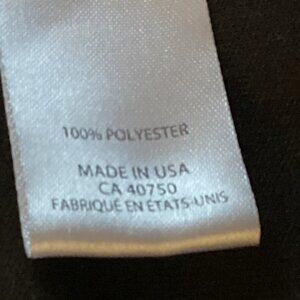 100% POLYESTER
MADE IN USA
CA 40750
FABRIQUÉ EN ÉTATS-UNIS